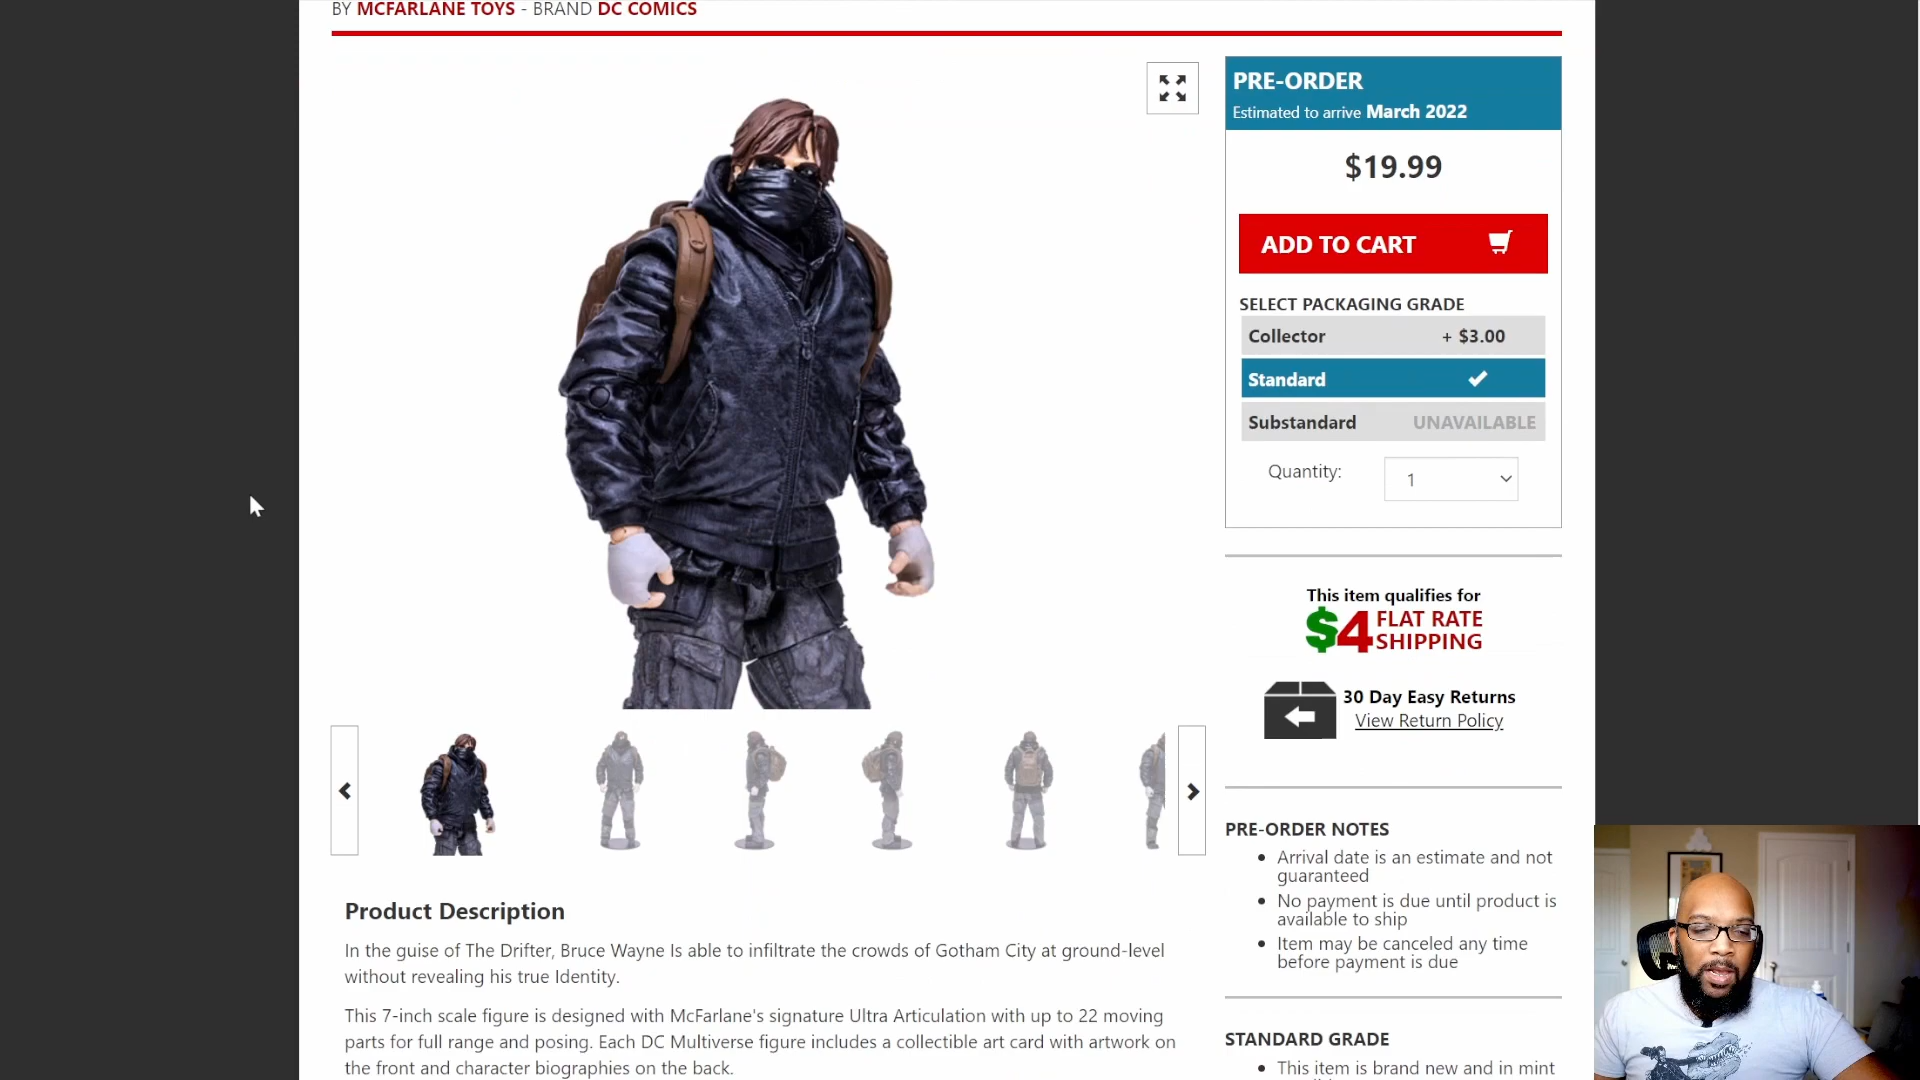 BY MCFARLANE TOYS - BRAND DC COMICS
PRE-ORDER
Estimated to arrive March 2022
$19.99
ADD TO CART
SELECT PACKAGING GRADE
Collector + $3.00
Standard
Substandard UNAVAILABLE
Quantity: 1
This item qualifies for
$4 FLAT RATE
SHIPPING
30 Day Easy Returns
View Return Policy
PRE-ORDER NOTES
Arrival date is an estimate and not
guaranteed
No payment is due until product is
available to ship
Item may be canceled any time
before payment is due
STANDARD GRADE
This item is brand new and in mint
Product Description
In the guise of The Drifter, Bruce Wayne Is able to infiltrate the crowds of Gotham City at ground-level
without revealing his true Identity.
This 7-inch scale figure is designed with McFarlane's signature Ultra Articulation with up to 22 moving
parts for full range and posing. Each DC Multiverse figure includes a collectible art card with artwork on
the front and character biographies on the back.